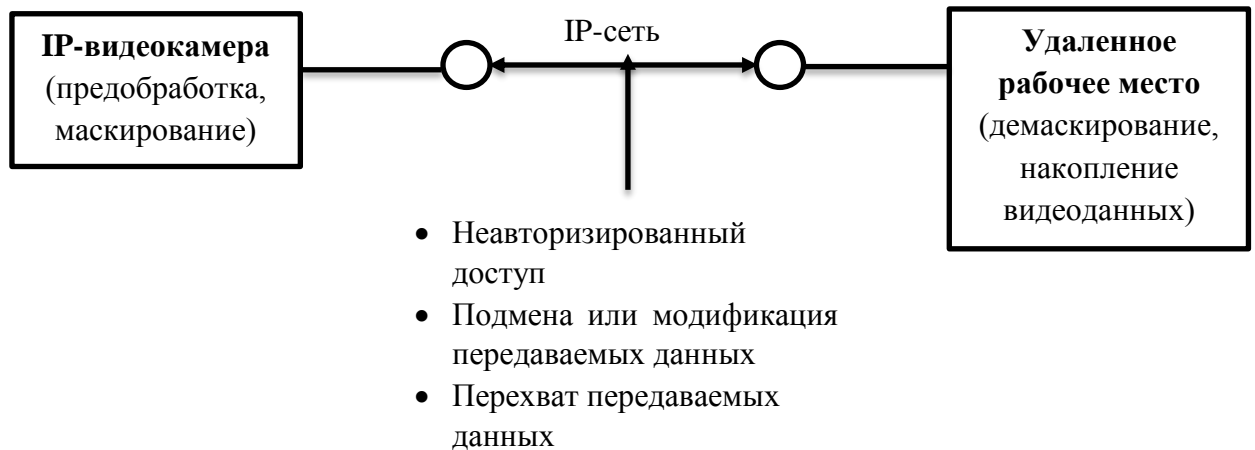 IP-видеокамера
(предобработка,
маскирование)
IP-сеть
Удаленное
рабочее место
(демаскирование,
накопление
видеоданных)
• Неавторизированный
доступ
• Подмена или модификация
передаваемых данных
• Перехват передаваемых
данных